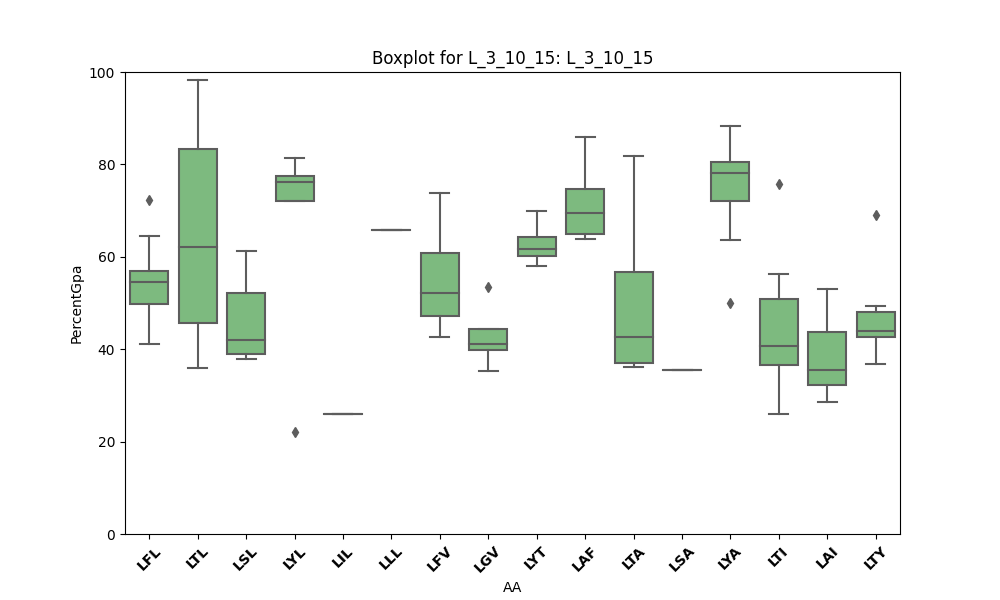 Boxplot for L_3_10_15: L_3_10_15
PercentGpa
100
80
60
40
20
0
LFL LTL LSL LYL LIL LLL LFV LGV LYT LAF LTA LSA LYA LTI LAI LTY
AA